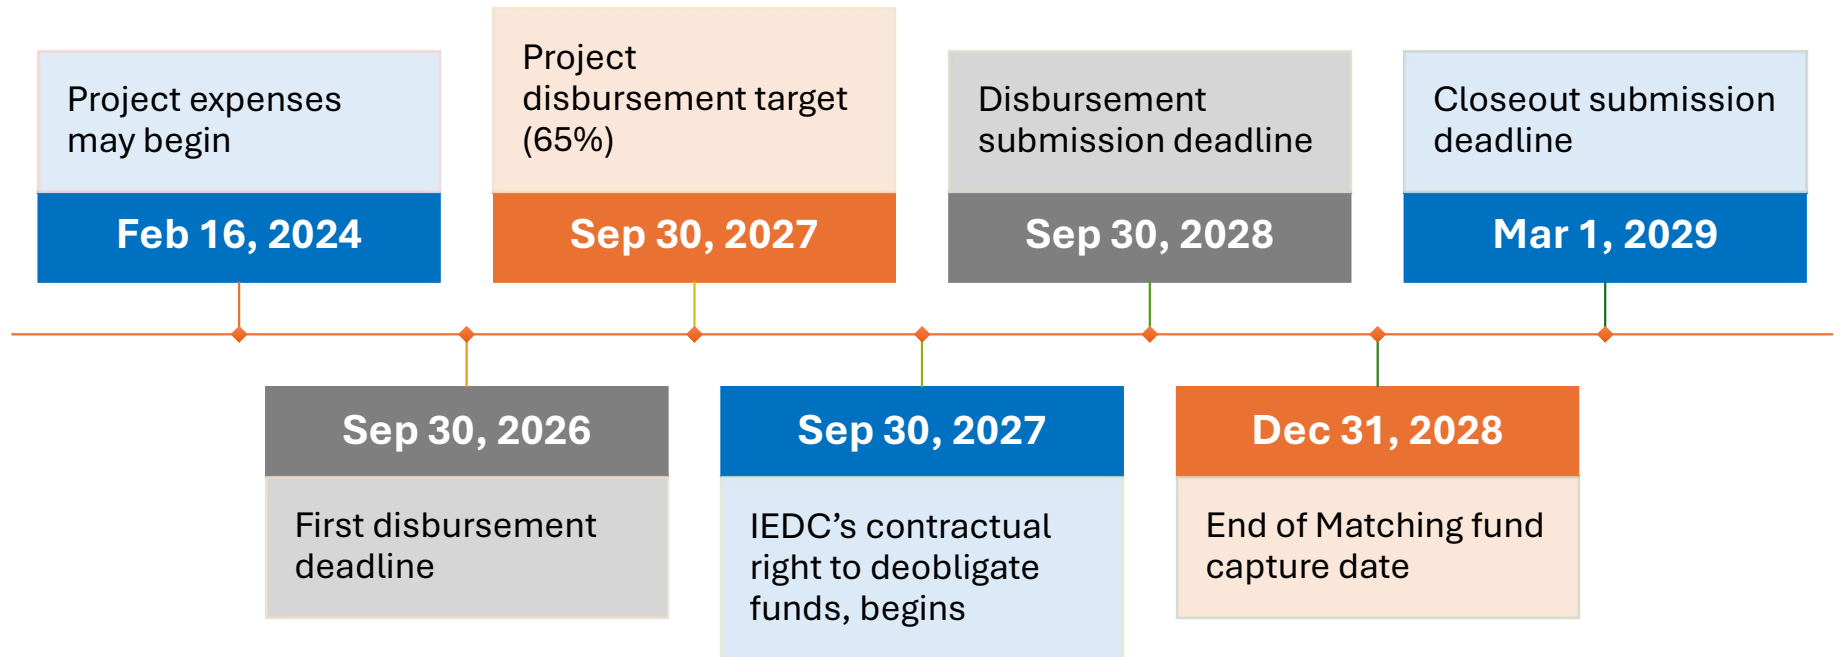 Project expenses
may begin
Feb 16, 2024
Sep 30, 2026
First disbursement
deadline
Project
disbursement target
(65%)
Sep 30, 2027
Sep 30, 2027
IEDC’s contractual
right to deobligate
funds, begins
Disbursement
submission deadline
Sep 30, 2028
Dec 31, 2028
End of Matching fund
capture date
Closeout submission
deadline
Mar 1, 2029